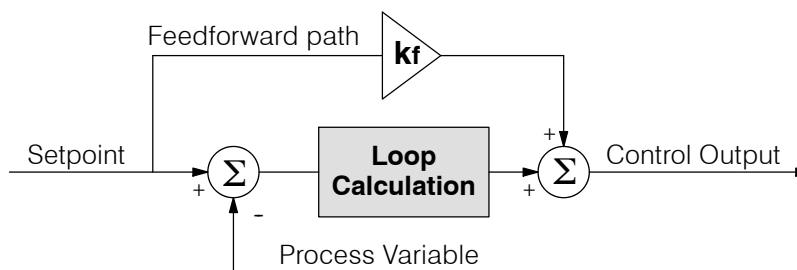 Feedforward path
kf
Setpoint
+
Σ
-
Loop
Calculation
+
+
Σ
Control Output
Process Variable